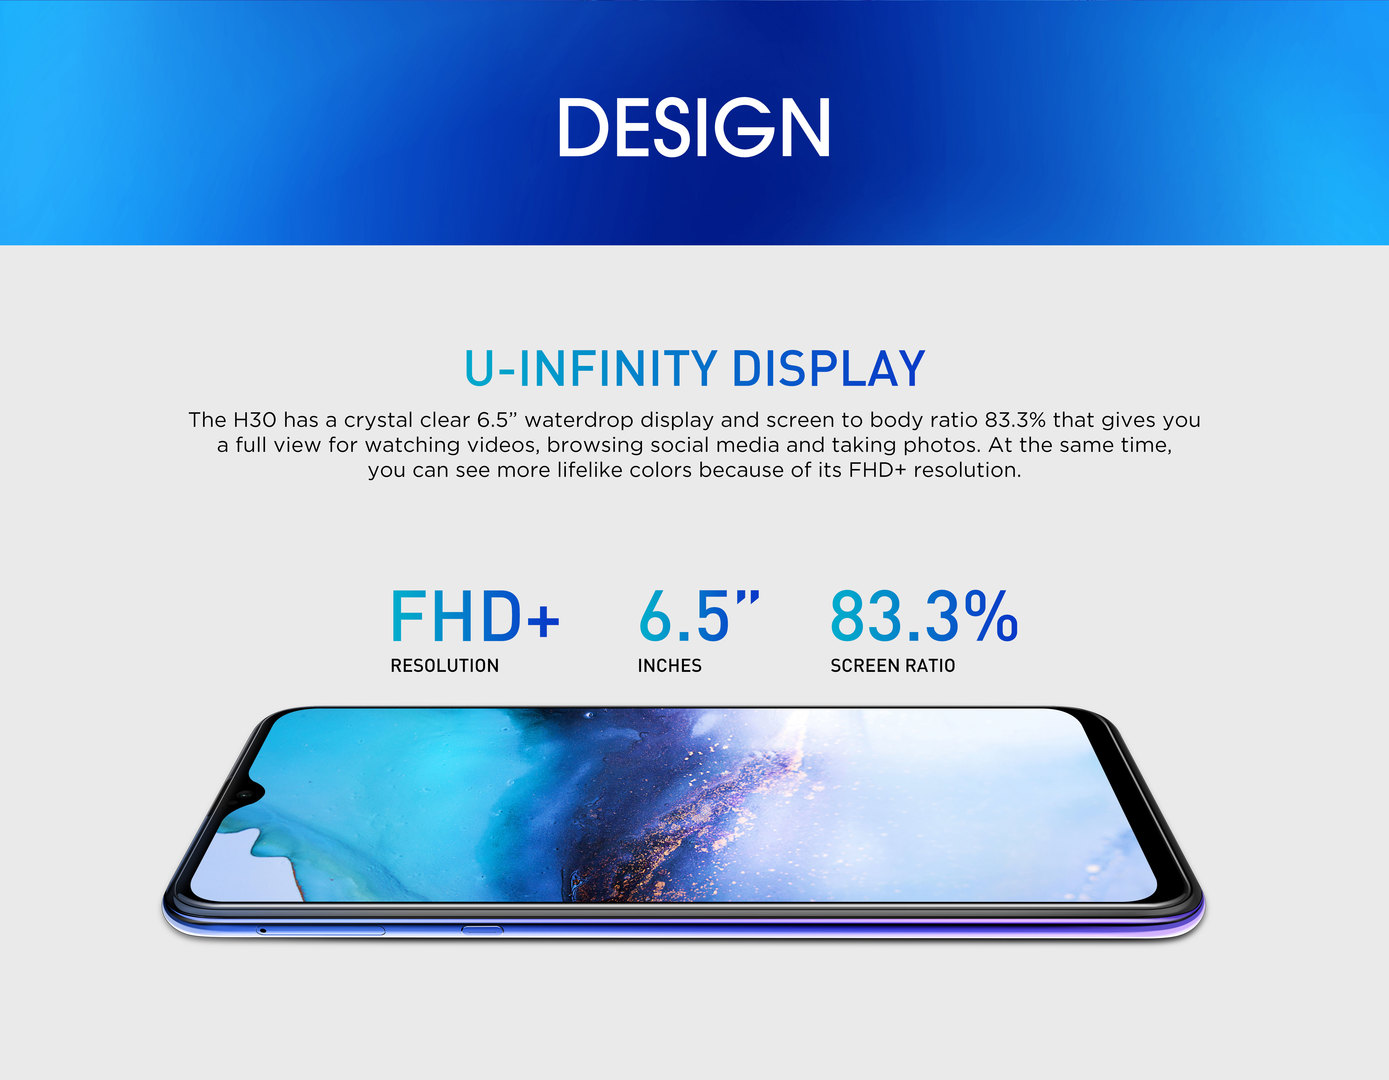 DESIGN
U-INFINITY DISPLAY
The H30 has a crystal clear 6.5” waterdrop display and screen to body ratio 83.3% that gives you
a full view for watching videos, browsing social media and taking photos. At the same time,
you can see more lifelike colors because of its FHD+ resolution.
FHD+
RESOLUTION
6.5”
INCHES
83.3%
SCREEN RATIO